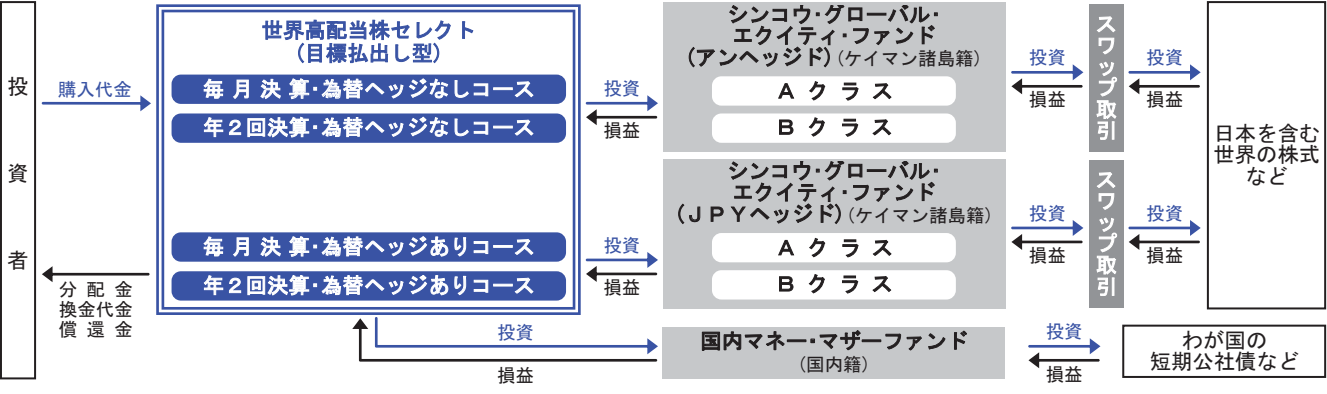 投資者
購入代金
分配金
換金代金
償還金
世界高配当株セレクト
(目標払出し型)
毎月決算・為替ヘッジなしコース
年2回決算・為替ヘッジなしコース
毎月決算・為替ヘッジありコース
年2回決算・為替ヘッジありコース
投資
損益
投資
損益
投資
損益
シンコウ・グローバル・
エクイティ・ファンド
(アンヘッジド)(ケイマン諸島籍)
Aクラス
Bクラス
シンコウ・グローバル・
エクイティ・ファンド
(JPYヘッジド)(ケイマン諸島籍)
Aクラス
Bクラス
国内マネー・マザーファンド
(国内籍)
投資
損益
スワップ取引
投資
損益
投資
損益
スワップ取引
投資
損益
日本を含む
世界の株式
など
投資
損益
わが国の
短期公社債など